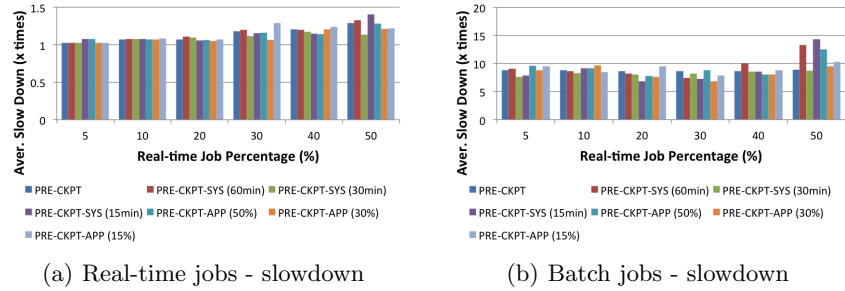 1.5
1
0.5
0
Aver. Slow Down (x times)
5 10 20 30 40 50
Real-time Job Percentage (%)
PRE-CKPT PRE-CKPT-SYS (60min) PRE-CKPT-SYS (30min)
PRE-CKPT-SYS (15min) PRE-CKPT-APP (50%) PRE-CKPT-APP (30%)
PRE-CKPT-APP (15%)
(a) Real-time jobs - slowdown
20
15
10
5
0
Aver. Slow Down (x times)
5 10 20 30 40 50
Real-time Job Percentage (%)
PRE-CKPT PRE-CKPT-SYS (60min) PRE-CKPT-SYS (30min)
PRE-CKPT-SYS (15min) PRE-CKPT-APP (50%) PRE-CKPT-APP (30%)
PRE-CKPT-APP (15%)
(b) Batch jobs - slowdown